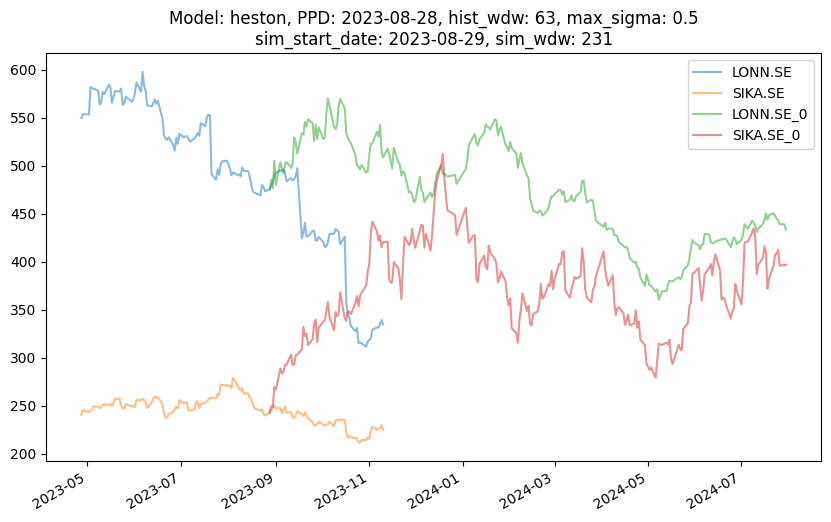 Model: heston, PPD: 2023-08-28, hist_wdw: 63, max_sigma: 0.5
sim_start_date: 2023-08-29, sim_wdw: 231
LONN.SE
SIKA.SE
LONN.SE_0
SIKA.SE_0
600
550
500
450
400
350
300
250
200
2023-05
2023-07
2023-09
2023-11
2024-01
2024-03
2024-05
2024-07